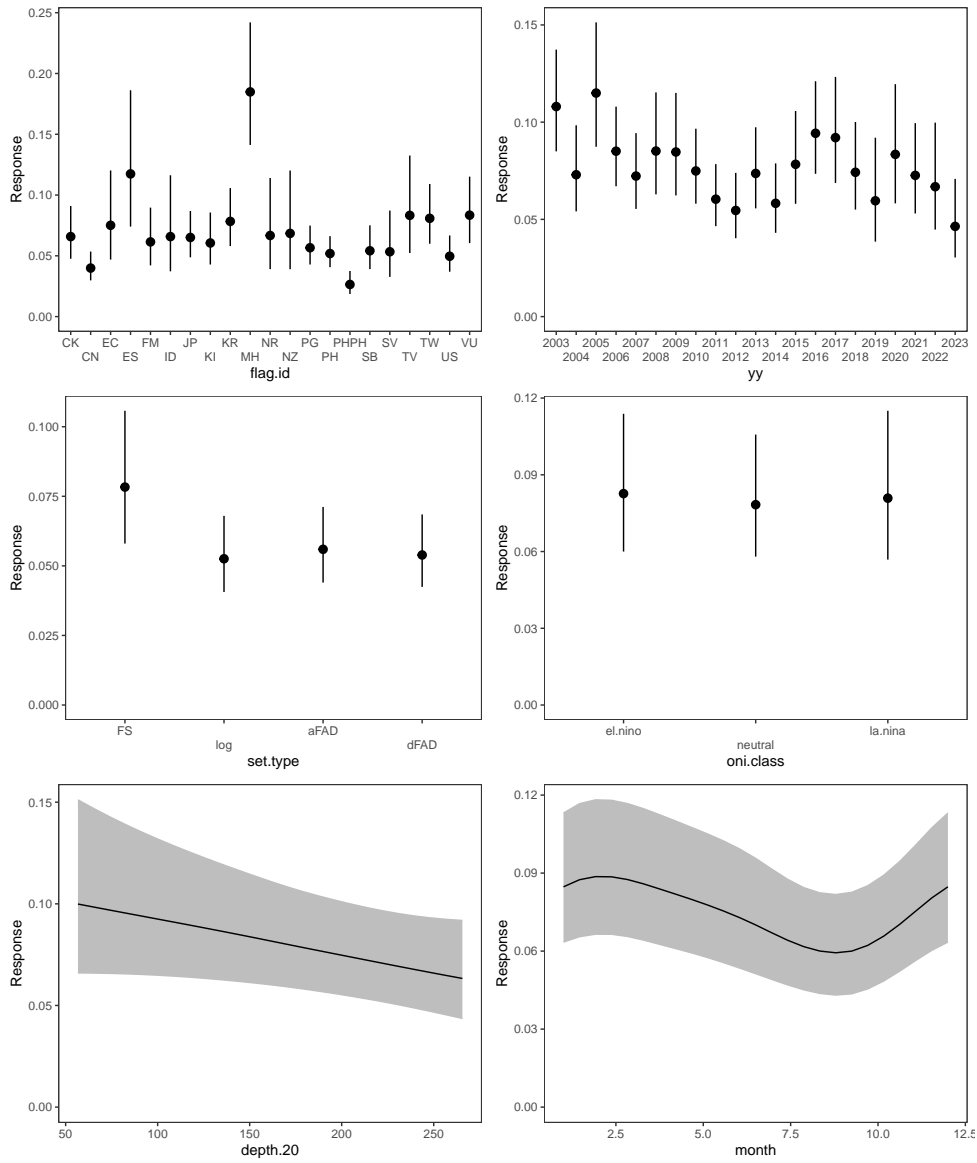 0.25
0.20
0.15
0.10
0.05
0.00
Response
CK EC FM JP KR NR PG PHPH SV TW VU
CN ES ID KI MH NZ PH SB TV US
flag.id
0.15
0.10
0.05
0.00
Response
2003 2005 2007 2009 2011 2013 2015 2017 2019 2021 2023
2004 2006 2008 2010 2012 2014 2016 2018 2020 2022
yy
0.100
0.075
0.050
0.025
0.000
Response
FS aFAD
log dFAD
set.type
0.12
0.09
0.06
0.03
0.00
Response
el.nino la.nina
neutral
oni.class
0.15
0.10
0.05
0.00
Response
50 100 150 200 250
depth.20
0.12
0.09
0.06
0.03
0.00
Response
2.5 5.0 7.5 10.0 12.5
month